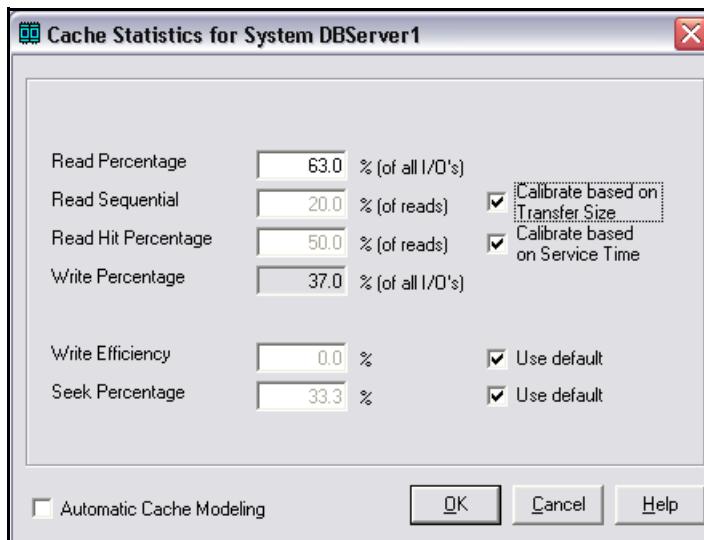 Cache Statistics for System DBServer1
Read Percentage 63.0 % (of all I/O's)
Read Sequential 20.0 % (of reads) Calibrate based on
Transfer Size
Read Hit Percentage 50.0 % (of reads) Calibrate based
on Service Time
Write Percentage 37.0 % (of all I/O's)
Write Efficiency 0.0 % Use default
Seek Percentage 33.3 % Use default
Automatic Cache Modeling OK Cancel Help